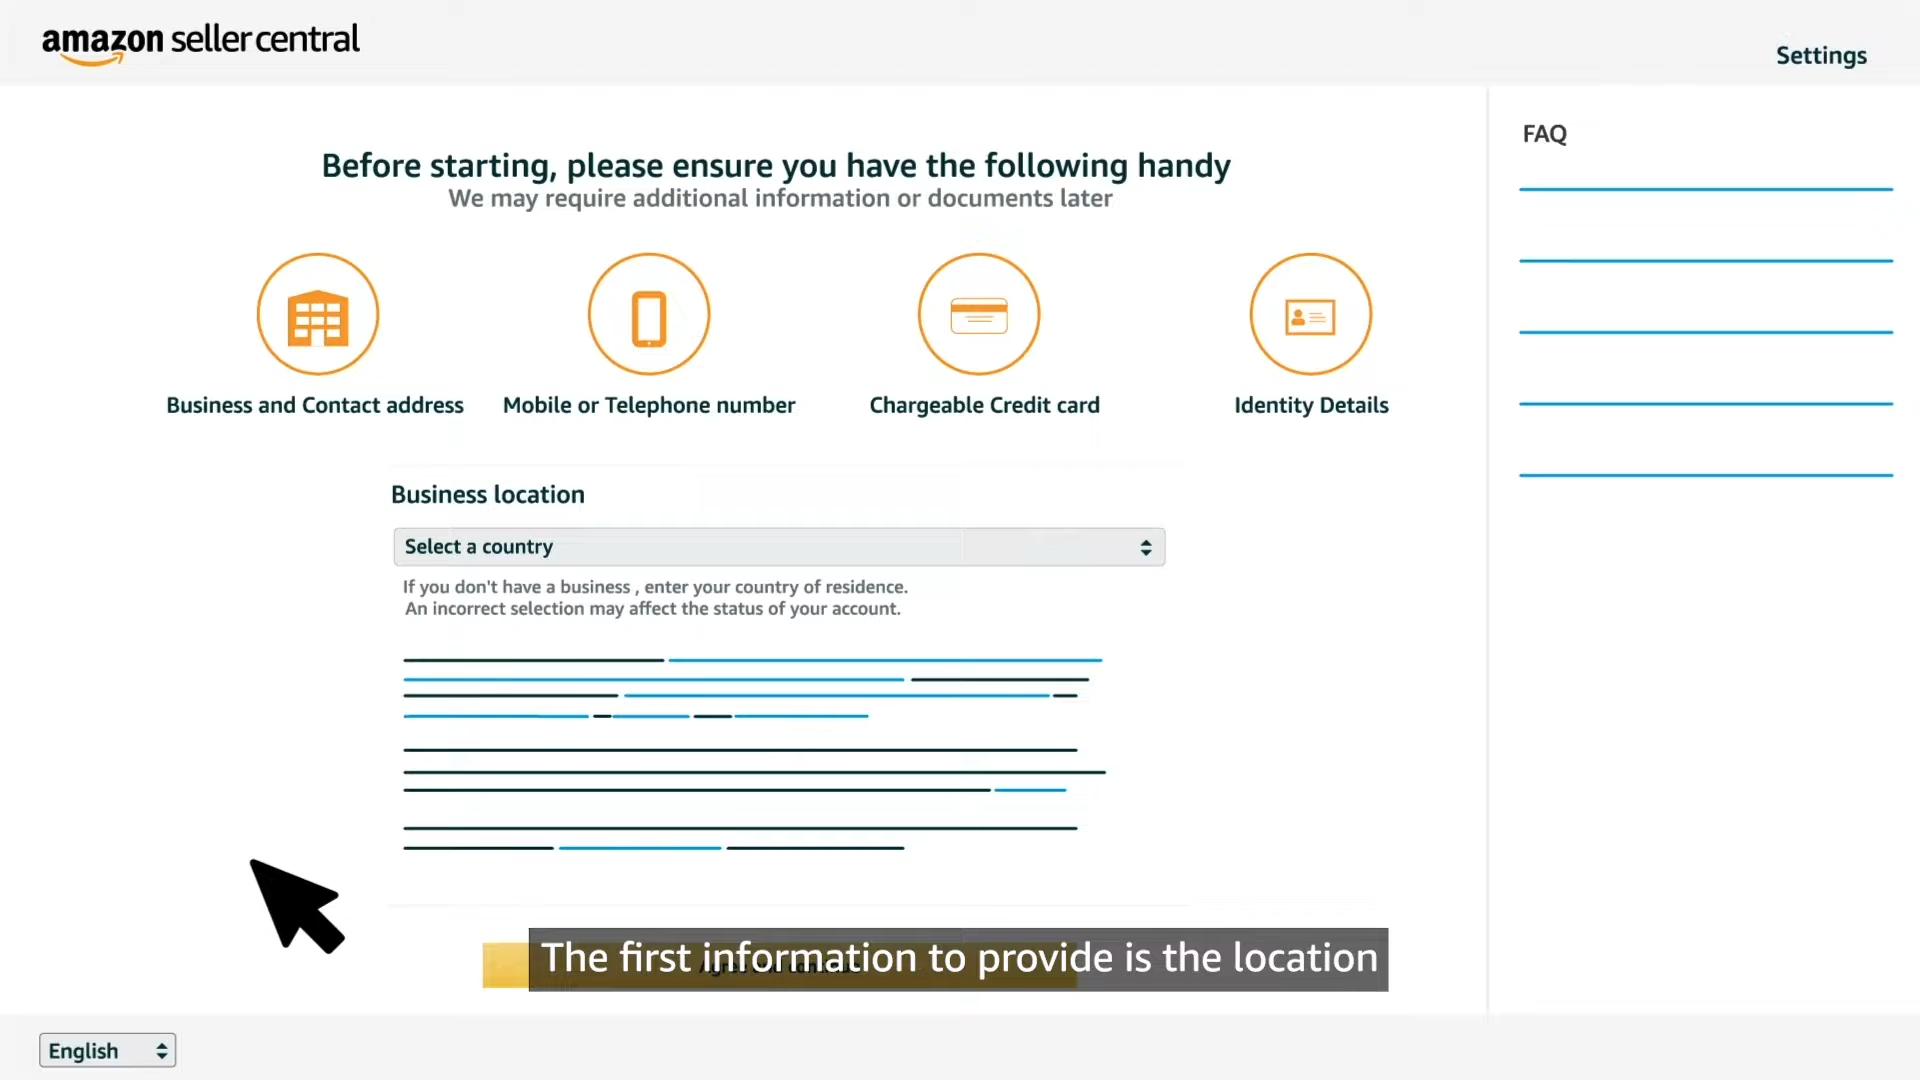 amazon seller central
Settings
Before starting, please ensure you have the following handy
We may require additional information or documents later
Business and Contact address
Mobile or Telephone number
Chargeable Credit card
Identity Details
Business location
Select a country
If you don't have a business , enter your country of residence.
An incorrect selection may affect the status of your account.
The first information to provide is the location
English
FAQ